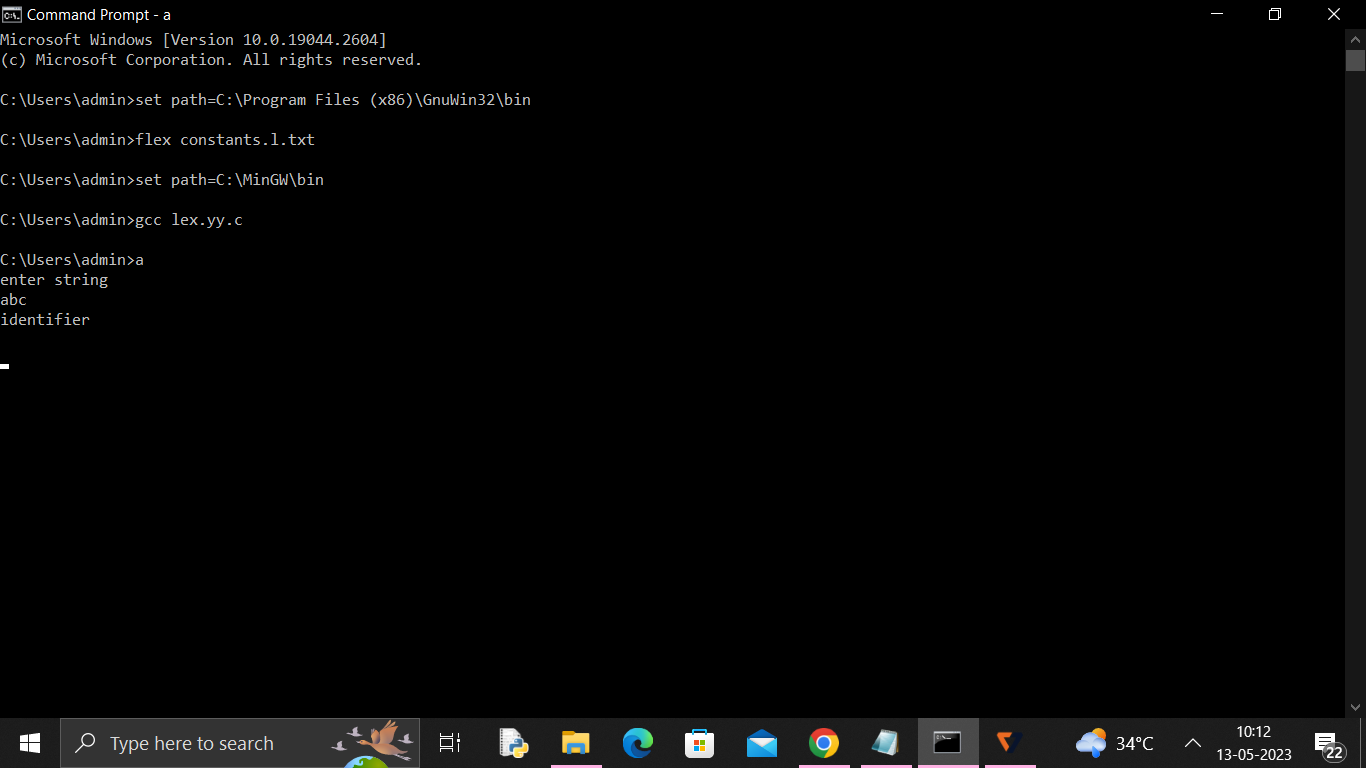 Command Prompt - a
Microsoft Windows [Version 10.0.19044.2604]
(c) Microsoft Corporation. All rights reserved.
C:\Users\admin>set path=C:\Program Files (x86)\GnuWin32\bin
C:\Users\admin>flex constants.l.txt
C:\Users\admin>set path=C:\MinGW\bin
C:\Users\admin>gcc lex.yy.c
C:\Users\admin>a
enter string
abc
identifier
Type here to search
34°C
10:12
13-05-2023
22